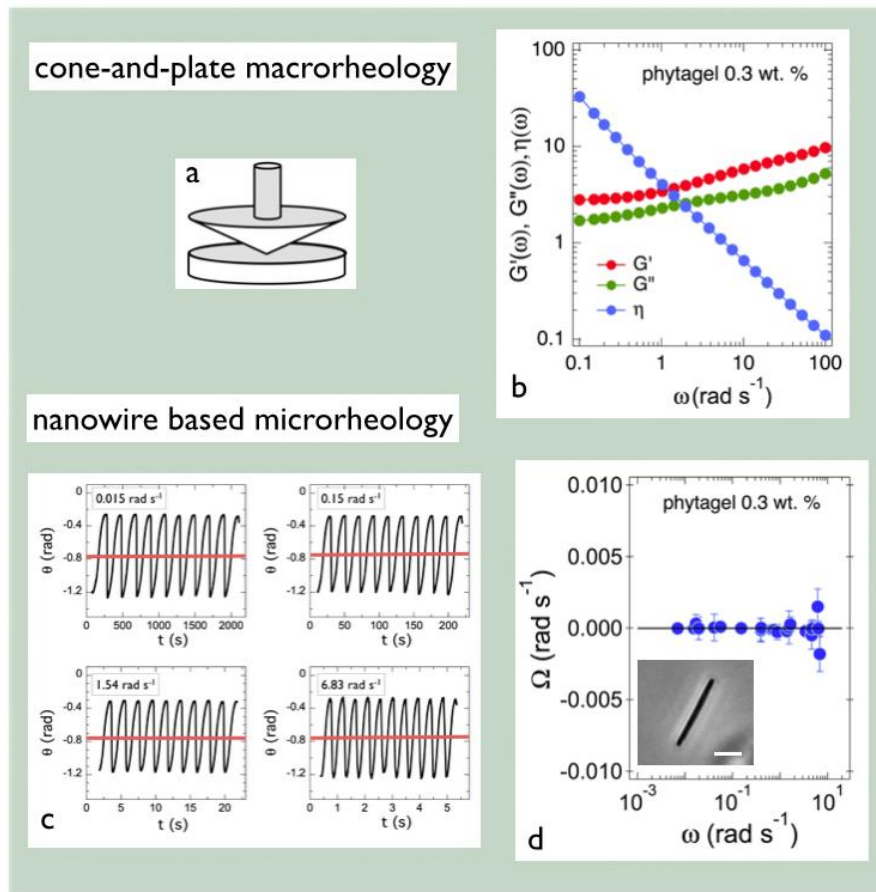 cone-and-plate macrorheology
a
100
10
1
0.1
G'(ω), G"(ω), η(ω)
phytagel 0.3 wt. %
G'
G"
η
0.1 1 10 100
ω (rad s⁻¹)
b
nanowire based microrheology
0.015 rad s⁻¹
0
-0.4
-0.8
-1.2
θ (rad)
0 500 1000 1500 2000
t (s)
0.15 rad s⁻¹
0
-0.4
-0.8
-1.2
θ (rad)
0 50 100 150 200
t (s)
1.54 rad s⁻¹
0
-0.4
-0.8
-1.2
θ (rad)
0 5 10 15 20
t (s)
6.83 rad s⁻¹
0
-0.4
-0.8
-1.2
θ (rad)
0 1 2 3 4 5
t (s)
c
0.010
0.005
0.000
-0.005
-0.010
Ω (rad s⁻¹)
phytagel 0.3 wt. %
10⁻³ 10⁻¹ 10¹
ω (rad s⁻¹)
d